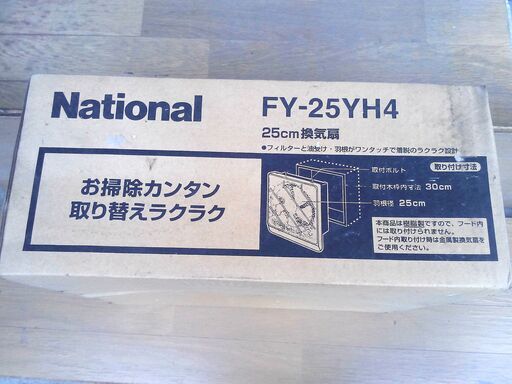 National
FY-25YH4
25cm換気扇
●フィルターと油受け・羽根がワンタッチで着脱のラクラク設計
お掃除カンタン
取り替えラクラク
取り付け寸法
取付ボルト
取付木枠内寸法 30cm
羽根径 25cm
本商品は樹脂製ですので、フード内
には取り付けられません。
フード内取り付け時は金属製換気扇を
ご使用ください。